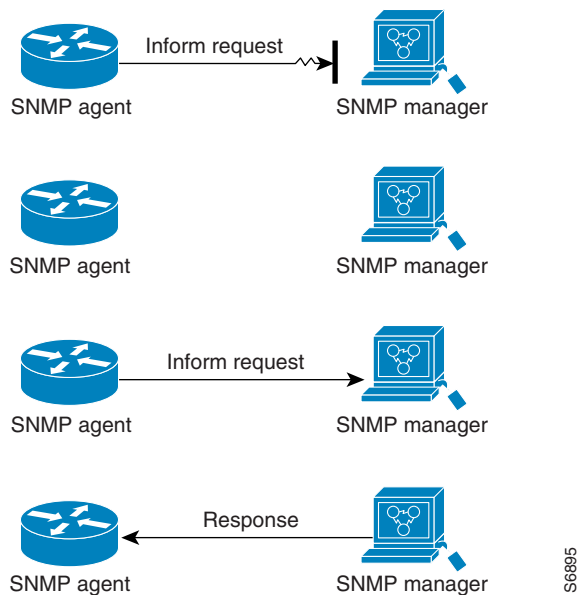 Inform request
SNMP agent
SNMP manager
SNMP agent
SNMP manager
Inform request
SNMP agent
SNMP manager
Response
SNMP agent
SNMP manager
S6895